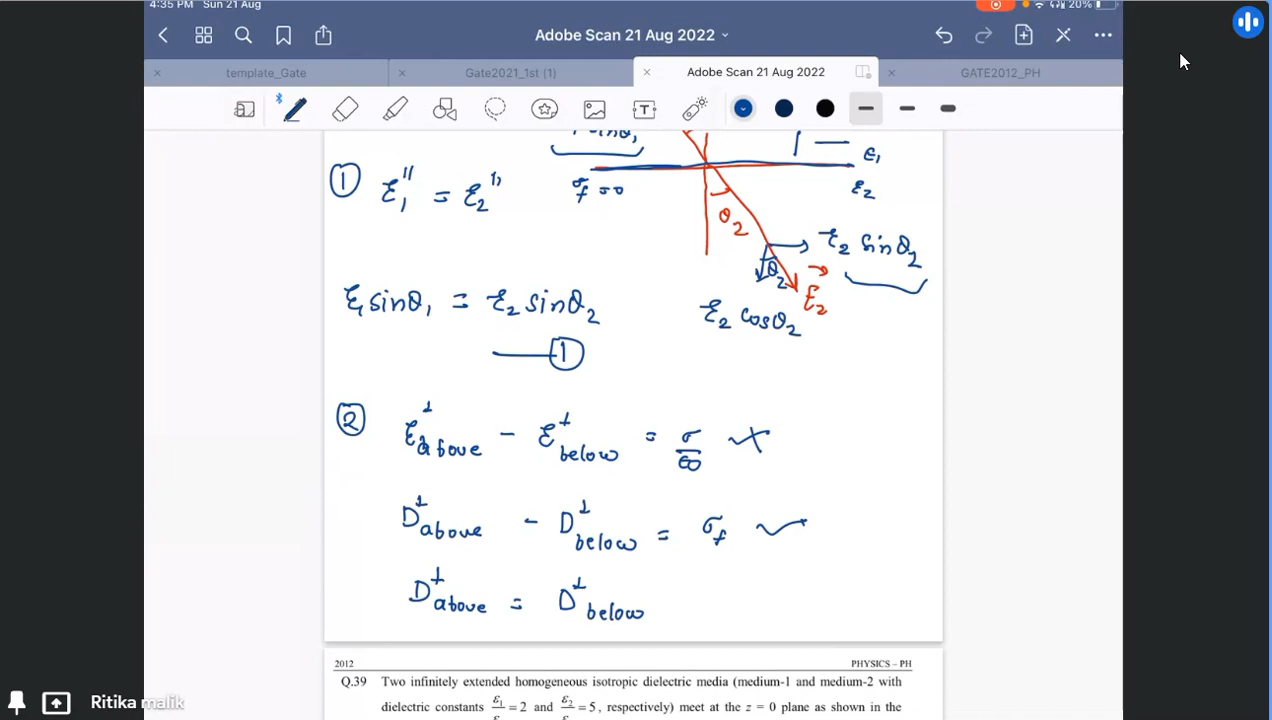 4:35 PM Sun 21 Aug
20%
Adobe Scan 21 Aug 2022
template_Gate
Gate2021_1st (1)
Adobe Scan 21 Aug 2022
GATE2012_PH
T
ε₁
① E₁" = E₂"
σf = 0
ε₂
θ₂
E₂ sinθ₂
θ₂
E₂
E₁ sinθ₁ = E₂ sinθ₂
E₂ cosθ₂
①
② E⊥above - E⊥below = σ/ε0
D⊥above - D⊥below = σf
D⊥above = D⊥below
2012 PHYSICS – PH
Q.39 Two infinitely extended homogeneous isotropic dielectric media (medium-1 and medium-2 with
dielectric constants ε₁/ε = 2 and ε₂/ε = 5, respectively) meet at the z = 0 plane as shown in the
Ritika malik